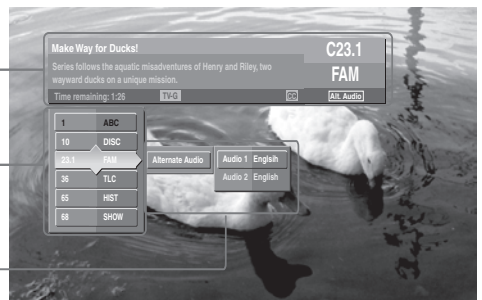 Make Way for Ducks!
C23.1
Series follows the aquatic misadventures of Henry and Riley, two
wayward ducks on a unique mission.
FAM
Time remaining: 1:26 TV-G CC Alt. Audio
1 ABC
10 DISC
23.1 FAM Alternate Audio Audio 1 Englsih
Audio 2 English
36 TLC
65 HIST
68 SHOW